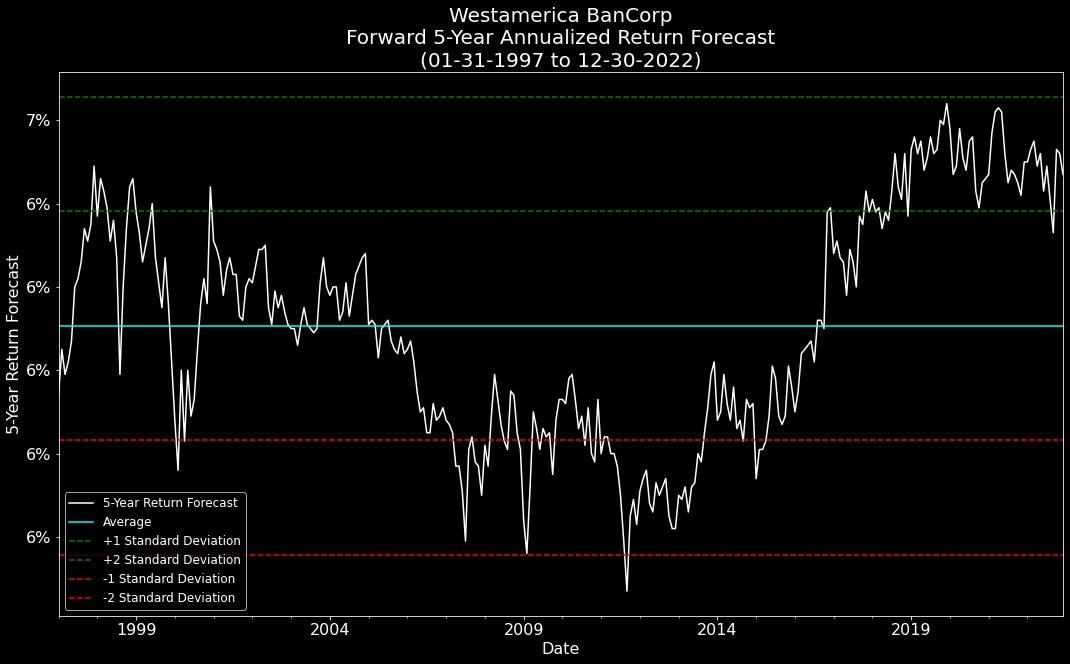 Westamerica BanCorp
Forward 5-Year Annualized Return Forecast
(01-31-1997 to 12-30-2022)
5-Year Return Forecast
7%
6%
6%
6%
6%
6%
5-Year Return Forecast
Average
+1 Standard Deviation
+2 Standard Deviation
-1 Standard Deviation
-2 Standard Deviation
1999 2004 2009 2014 2019
Date